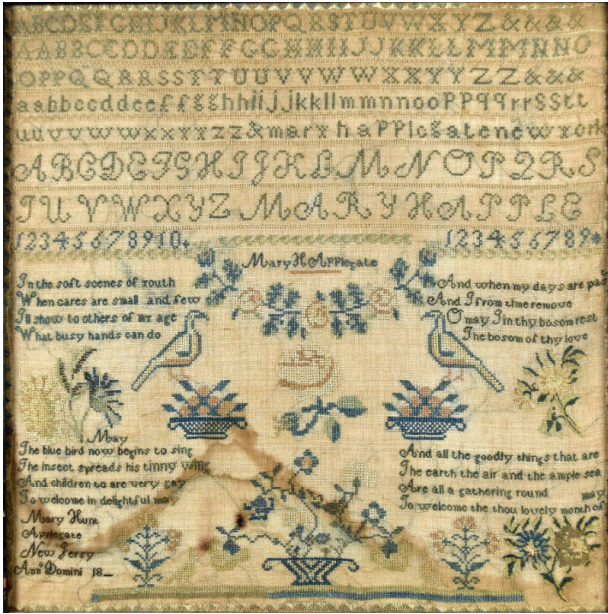 ABCDEFGHIJKLMNOPQRSTUVWXYZ&&&&
AABBCCDDEEFFGGHHIIJJKKLLMMNNO
OPPQQRRSSTTUUVVWWXXYYZZ&&&
aabbccddeeffgghhiijjkkllmmnnooppqqrrsstt
uuvvwwxxyyzz&maryhapplegatenewyork
ABCDEFGHIJKLMNOPQRS
TUVWXYZ MARY HAPPLE
12345678910
123456789
Mary H Applegate
In the soft scenes of youth
When cares are small and few
Ill show to others of my age
What busy hands can do
And when my days are pas
And I from thee remove
O may I in thy bosom rest
The bosom of thy love
May
The blue bird now begins to sing
The insect spreads his tinny wing
And children to are very gay
To welcome in delightful may
And all the goodly things that are
The earth the air and the ample sea
Are all a gathering round may
To welcome the thou lovely month of
Mary
Applegate
New Jersy
Anno Domini 18